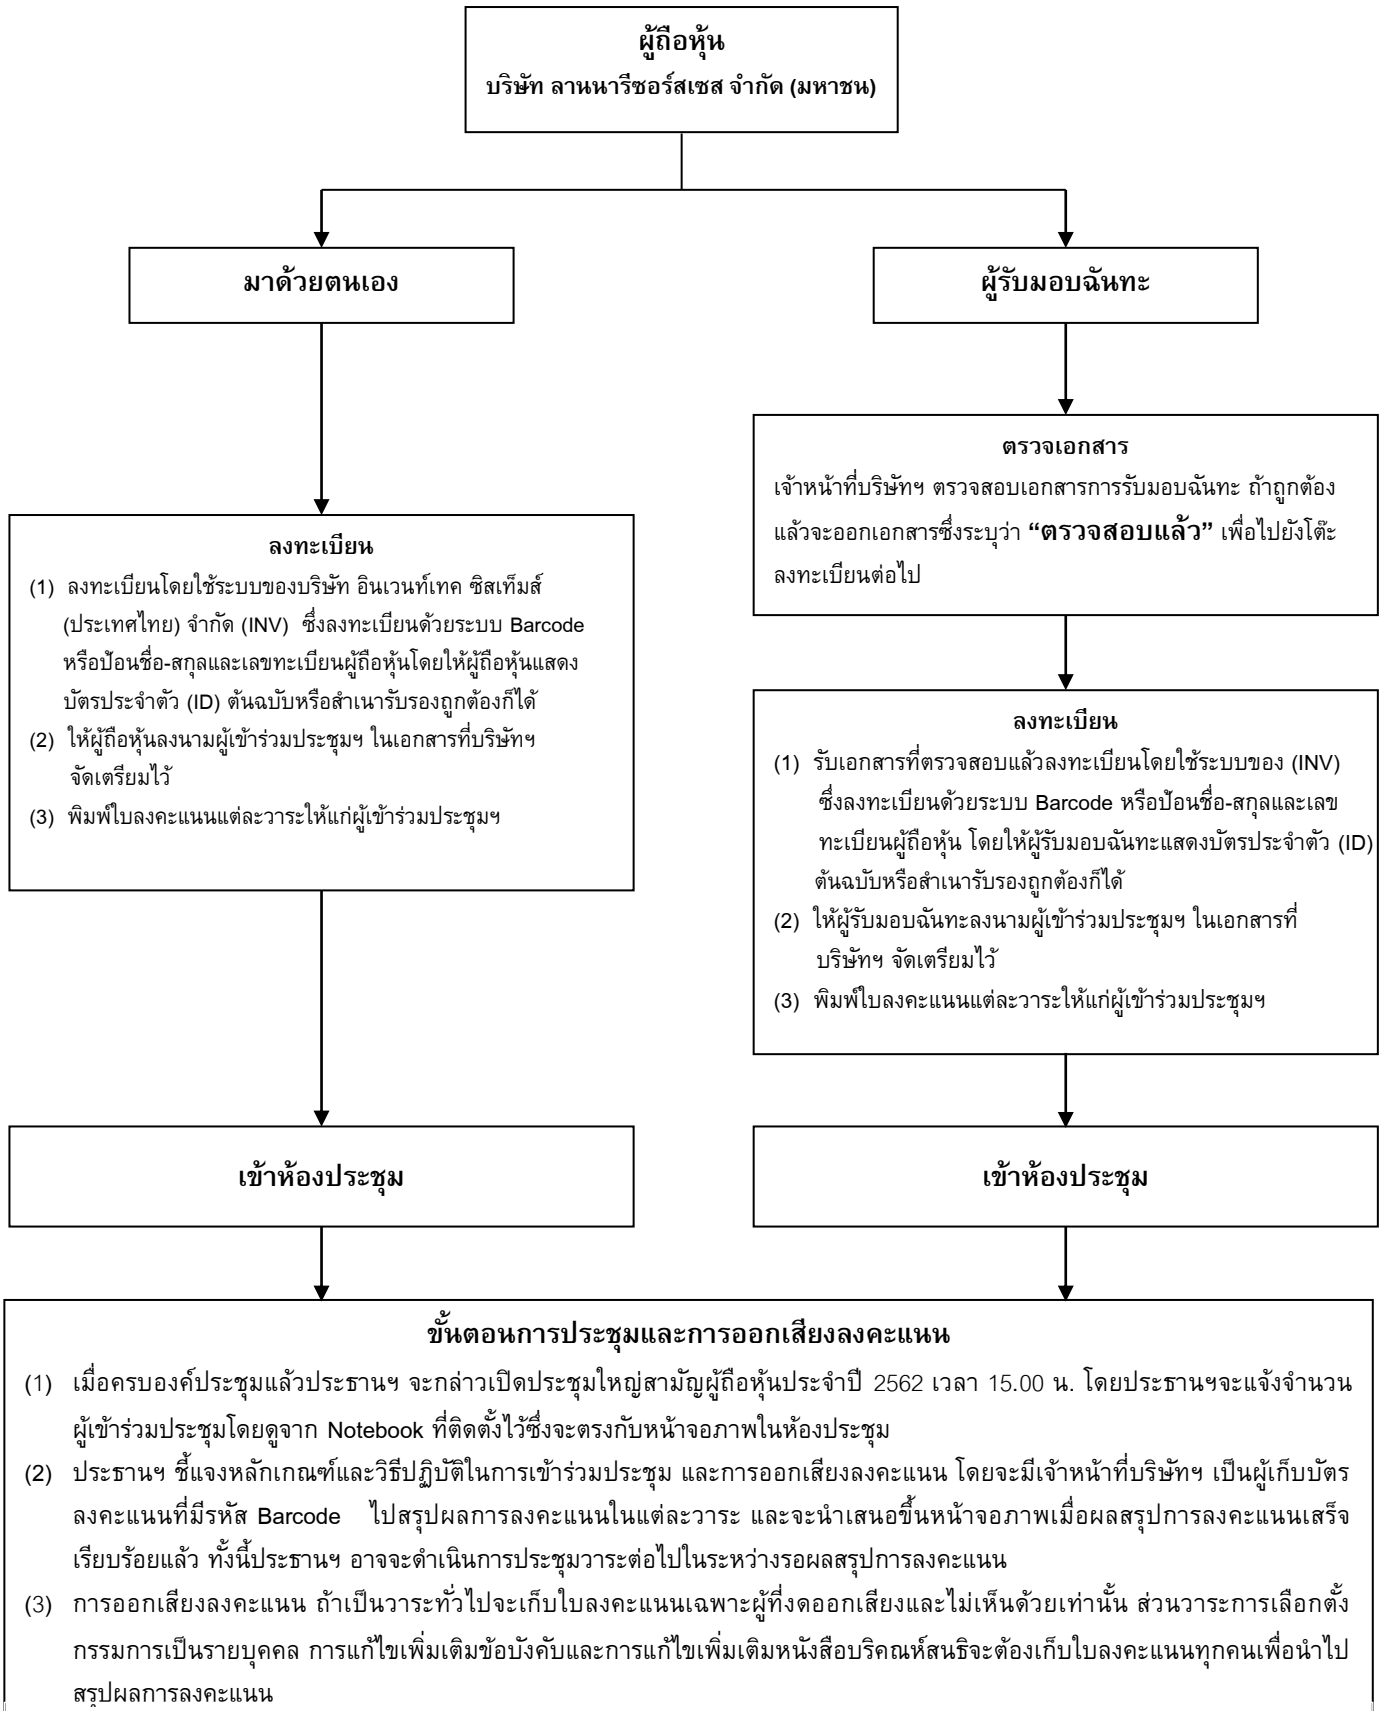 ผู้ถือหุ้น
บริษัท ลานนารีซอร์สเซส จำกัด (มหาชน)
มาด้วยตนเอง
ลงทะเบียน
(1) ลงทะเบียนโดยใช้ระบบของบริษัท อินเวนท์เทค ซิสเท็มส์
(ประเทศไทย) จำกัด (INV) ซึ่งลงทะเบียนด้วยระบบ Barcode
หรือป้อนชื่อ-สกุลและเลขทะเบียนผู้ถือหุ้นโดยให้ผู้ถือหุ้นแสดง
บัตรประจำตัว (ID) ต้นฉบับหรือสำเนารับรองถูกต้องก็ได้
(2) ให้ผู้ถือหุ้นลงนามผู้เข้าร่วมประชุมฯ ในเอกสารที่บริษัทฯ
จัดเตรียมไว้
(3) พิมพ์ใบลงคะแนนแต่ละวาระให้แก่ผู้เข้าร่วมประชุมฯ
เข้าห้องประชุม
ผู้รับมอบฉันทะ
ตรวจเอกสาร
เจ้าหน้าที่บริษัทฯ ตรวจสอบเอกสารการรับมอบฉันทะ ถ้าถูกต้อง
แล้วจะออกเอกสารซึ่งระบุว่า “ตรวจสอบแล้ว” เพื่อไปยังโต๊ะ
ลงทะเบียนต่อไป
ลงทะเบียน
(1) รับเอกสารที่ตรวจสอบแล้วลงทะเบียนโดยใช้ระบบของ (INV)
ซึ่งลงทะเบียนด้วยระบบ Barcode หรือป้อนชื่อ-สกุลและเลข
ทะเบียนผู้ถือหุ้น โดยให้ผู้รับมอบฉันทะแสดงบัตรประจำตัว (ID)
ต้นฉบับหรือสำเนารับรองถูกต้องก็ได้
(2) ให้ผู้รับมอบฉันทะลงนามผู้เข้าร่วมประชุมฯ ในเอกสารที่
บริษัทฯ จัดเตรียมไว้
(3) พิมพ์ใบลงคะแนนแต่ละวาระให้แก่ผู้เข้าร่วมประชุมฯ
เข้าห้องประชุม
ขั้นตอนการประชุมและการออกเสียงลงคะแนน
(1) เมื่อครบองค์ประชุมแล้วประธานฯ จะกล่าวเปิดประชุมใหญ่สามัญผู้ถือหุ้นประจำปี 2562 เวลา 15.00 น. โดยประธานฯจะแจ้งจำนวน
ผู้เข้าร่วมประชุมโดยดูจาก Notebook ที่ติดตั้งไว้ซึ่งจะตรงกับหน้าจอภาพในห้องประชุม
(2) ประธานฯ ชี้แจงหลักเกณฑ์และวิธีปฏิบัติในการเข้าร่วมประชุม และการออกเสียงลงคะแนน โดยจะมีเจ้าหน้าที่บริษัทฯ เป็นผู้เก็บบัตร
ลงคะแนนที่มีรหัส Barcode ไปสรุปผลการลงคะแนนในแต่ละวาระ และจะนำเสนอขึ้นหน้าจอภาพเมื่อผลสรุปการลงคะแนนเสร็จ
เรียบร้อยแล้ว ทั้งนี้ประธานฯ อาจจะดำเนินการประชุมวาระต่อไปในระหว่างรอผลสรุปการลงคะแนน
(3) การออกเสียงลงคะแนน ถ้าเป็นวาระทั่วไปจะเก็บใบลงคะแนนเฉพาะผู้ที่งดออกเสียงและไม่เห็นด้วยเท่านั้น ส่วนวาระการเลือกตั้ง
กรรมการเป็นรายบุคคล การแก้ไขเพิ่มเติมข้อบังคับและการแก้ไขเพิ่มเติมหนังสือบริคณห์สนธิจะต้องเก็บใบลงคะแนนทุกคนเพื่อนำไป
สรุปผลการลงคะแนน